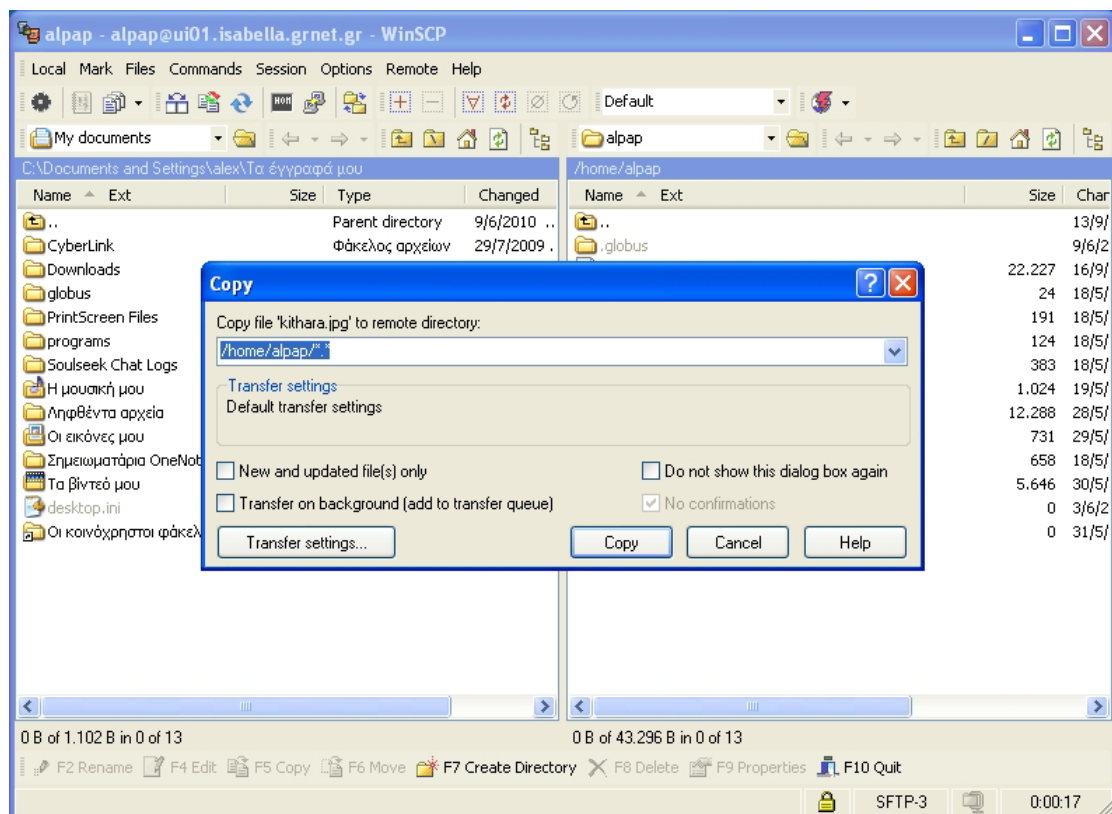 alpap - alpap@ui01.isabella.grnet.gr - WinSCP
Local Mark Files Commands Session Options Remote Help
Default
My documents
alpap
C:\Documents and Settings\alex\Τα έγγραφά μου
/home/alpap
Name Ext Size Type Changed
Name Ext Size Char
.. Parent directory 9/6/2010 ..
.. 13/9/
CyberLink Φάκελος αρχείων 29/7/2009 .
.globus 9/6/2
Downloads
22.227 16/9/
globus
24 18/5/
PrintScreen Files
191 18/5/
programs
124 18/5/
Soulseek Chat Logs
383 18/5/
Η μουσική μου
1.024 19/5/
Ληφθέντα αρχεία
12.288 28/5/
Οι εικόνες μου
731 29/5/
Σημειωματάρια OneNot
658 18/5/
Τα βίντεό μου
5.646 30/5/
desktop.ini
0 3/6/2
Οι κοινόχρηστοι φάκελ
0 31/5/
Copy
Copy file 'kithara.jpg' to remote directory:
/home/alpap/*.*
Transfer settings
Default transfer settings
New and updated file(s) only
Do not show this dialog box again
Transfer on background (add to transfer queue)
No confirmations
Transfer settings... Copy Cancel Help
0 B of 1.102 B in 0 of 13
0 B of 43.296 B in 0 of 13
F2 Rename F4 Edit F5 Copy F6 Move F7 Create Directory F8 Delete F9 Properties F10 Quit
SFTP-3 0:00:17